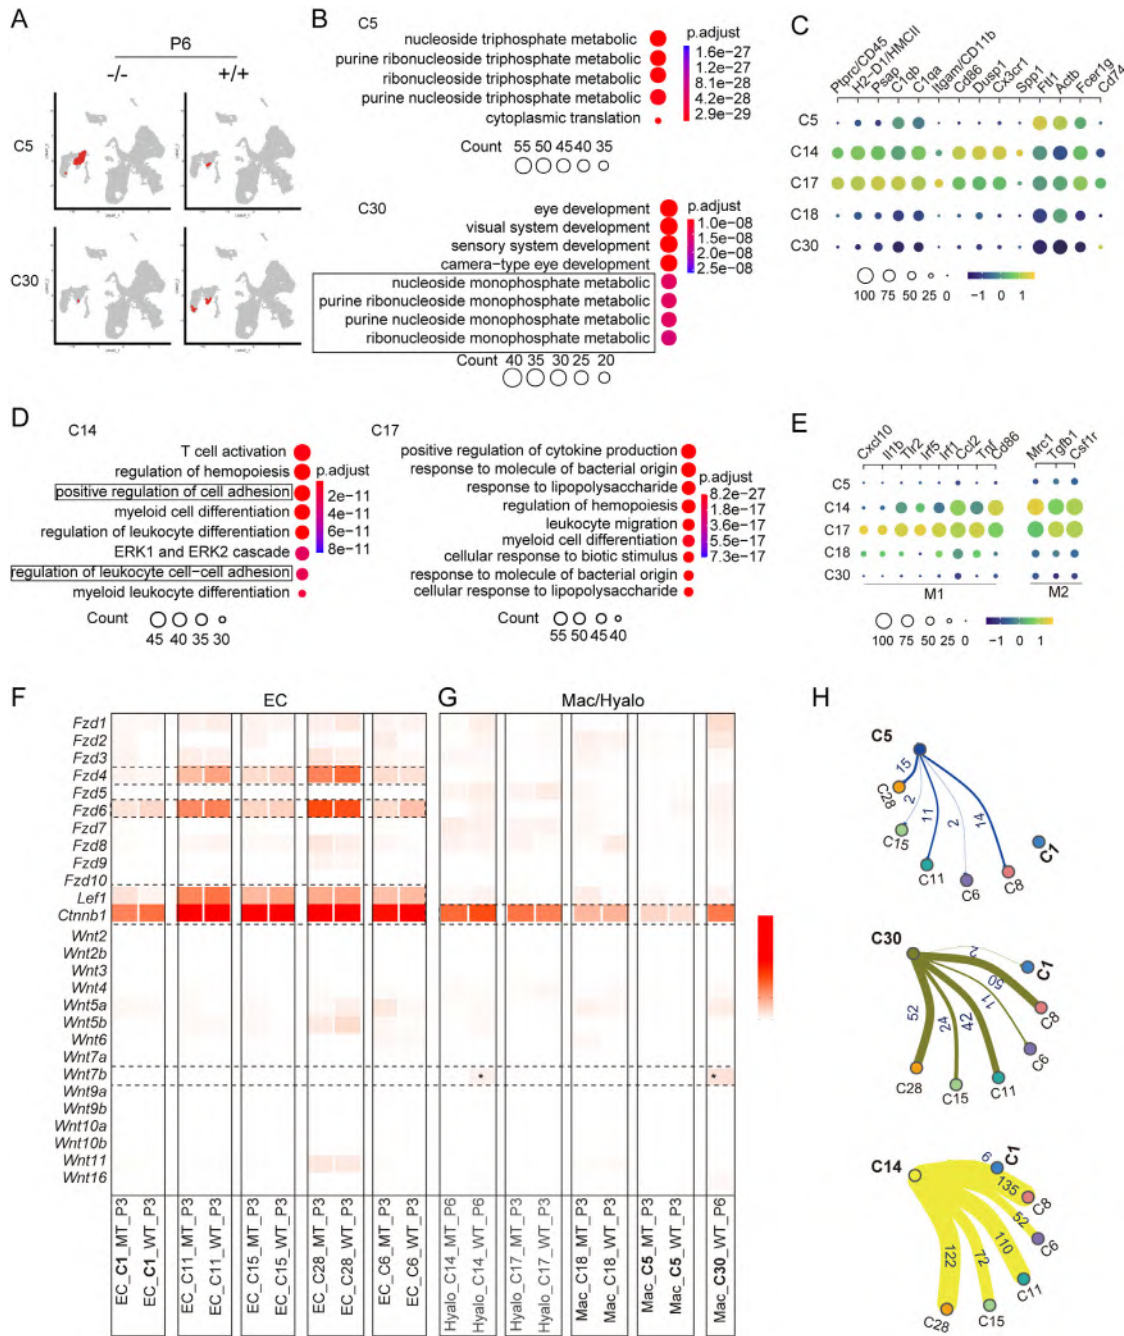 A
P6
-/-
+/+
C5
C30
B
C5
p.adjust
nucleoside triphosphate metabolic
purine ribonucleoside triphosphate metabolic
ribonucleoside triphosphate metabolic
purine nucleoside triphosphate metabolic
cytoplasmic translation
1.6e-27
1.2e-27
8.1e-28
4.2e-28
2.9e-29
Count
55 50 45 40 35
C30
p.adjust
eye development
visual system development
sensory system development
camera-type eye development
nucleoside monophosphate metabolic
purine ribonucleoside monophosphate metabolic
purine nucleoside monophosphate metabolic
ribonucleoside monophosphate metabolic
1.0e-08
1.5e-08
2.0e-08
2.5e-08
Count
40 35 30 25 20
C
Ptprc/CD45
H2-D1/HMCII
Psap
C1qb
C1qa
Itgam/CD11b
Cd86
Dusp1
Cx3cr1
Spp1
Ftl1
Actb
Fcer1g
Cd74
C5
C14
C17
C18
C30
100 75 50 25 0
-1 0 1
D
C14
T cell activation
regulation of hemopoiesis
positive regulation of cell adhesion
myeloid cell differentiation
regulation of leukocyte differentiation
ERK1 and ERK2 cascade
regulation of leukocyte cell-cell adhesion
myeloid leukocyte differentiation
p.adjust
2e-11
4e-11
6e-11
8e-11
Count
45 40 35 30
C17
positive regulation of cytokine production
response to molecule of bacterial origin
response to lipopolysaccharide
regulation of hemopoiesis
leukocyte migration
myeloid cell differentiation
cellular response to biotic stimulus
response to molecule of bacterial origin
cellular response to lipopolysaccharide
p.adjust
8.2e-27
1.8e-17
3.6e-17
5.5e-17
7.3e-17
Count
55 50 45 40
E
Cxcl10
Il1b
Tlr2
Irf5
Irf1
Ccl2
Tnf
Cd86
Mrc1
Tgfb1
Csf1r
C5
C14
C17
C18
C30
M1
M2
100 75 50 25 0
-1 0 1
F
EC
G
Mac/Hyalo
Fzd1
Fzd2
Fzd3
Fzd4
Fzd5
Fzd6
Fzd7
Fzd8
Fzd9
Fzd10
Lef1
Ctnnb1
Wnt2
Wnt2b
Wnt3
Wnt4
Wnt5a
Wnt5b
Wnt6
Wnt7a
Wnt7b
* *
Wnt9a
Wnt9b
Wnt10a
Wnt10b
Wnt11
Wnt16
EC_C1_MT_P3
EC_C1_WT_P3
EC_C11_MT_P3
EC_C11_WT_P3
EC_C15_MT_P3
EC_C15_WT_P3
EC_C28_MT_P3
EC_C28_WT_P3
EC_C6_MT_P3
EC_C6_WT_P3
Hyalo_C14_MT_P6
Hyalo_C14_WT_P6
Hyalo_C17_MT_P3
Hyalo_C17_WT_P3
Mac_C18_MT_P3
Mac_C18_WT_P3
Mac_C5_MT_P3
Mac_C5_WT_P3
Mac_C30_WT_P6
H
C5
15
2
11
2
14
C28
C15
C11
C6
C8
C1
C30
2
50
11
42
24
52
C1
C8
C6
C11
C15
C28
C14
6
135
52
110
72
122
C1
C8
C6
C11
C15
C28